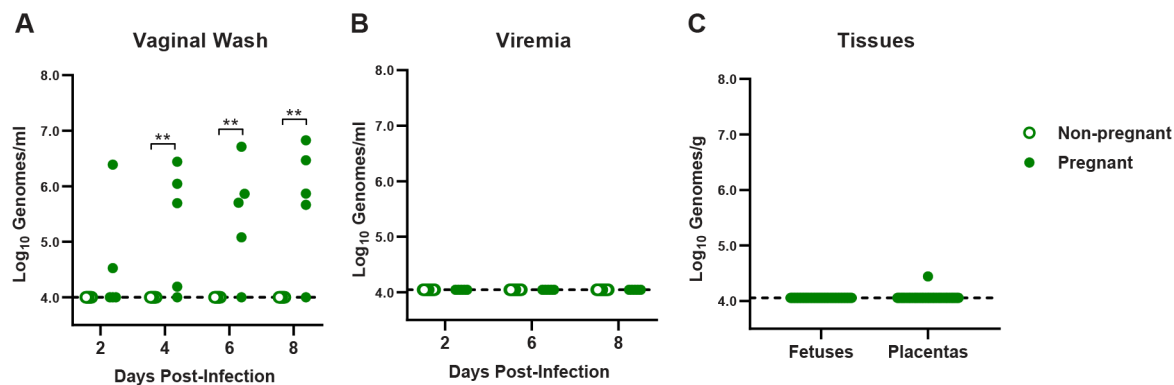 A
Vaginal Wash
Log10 Genomes/ml
8.0
7.0
6.0
5.0
4.0
**
**
**
2
4
6
8
Days Post-Infection
B
Viremia
Log10 Genomes/ml
8.0
7.0
6.0
5.0
4.0
2
6
8
Days Post-Infection
C
Tissues
Log10 Genomes/g
8.0
7.0
6.0
5.0
4.0
Fetuses
Placentas
Non-pregnant
Pregnant